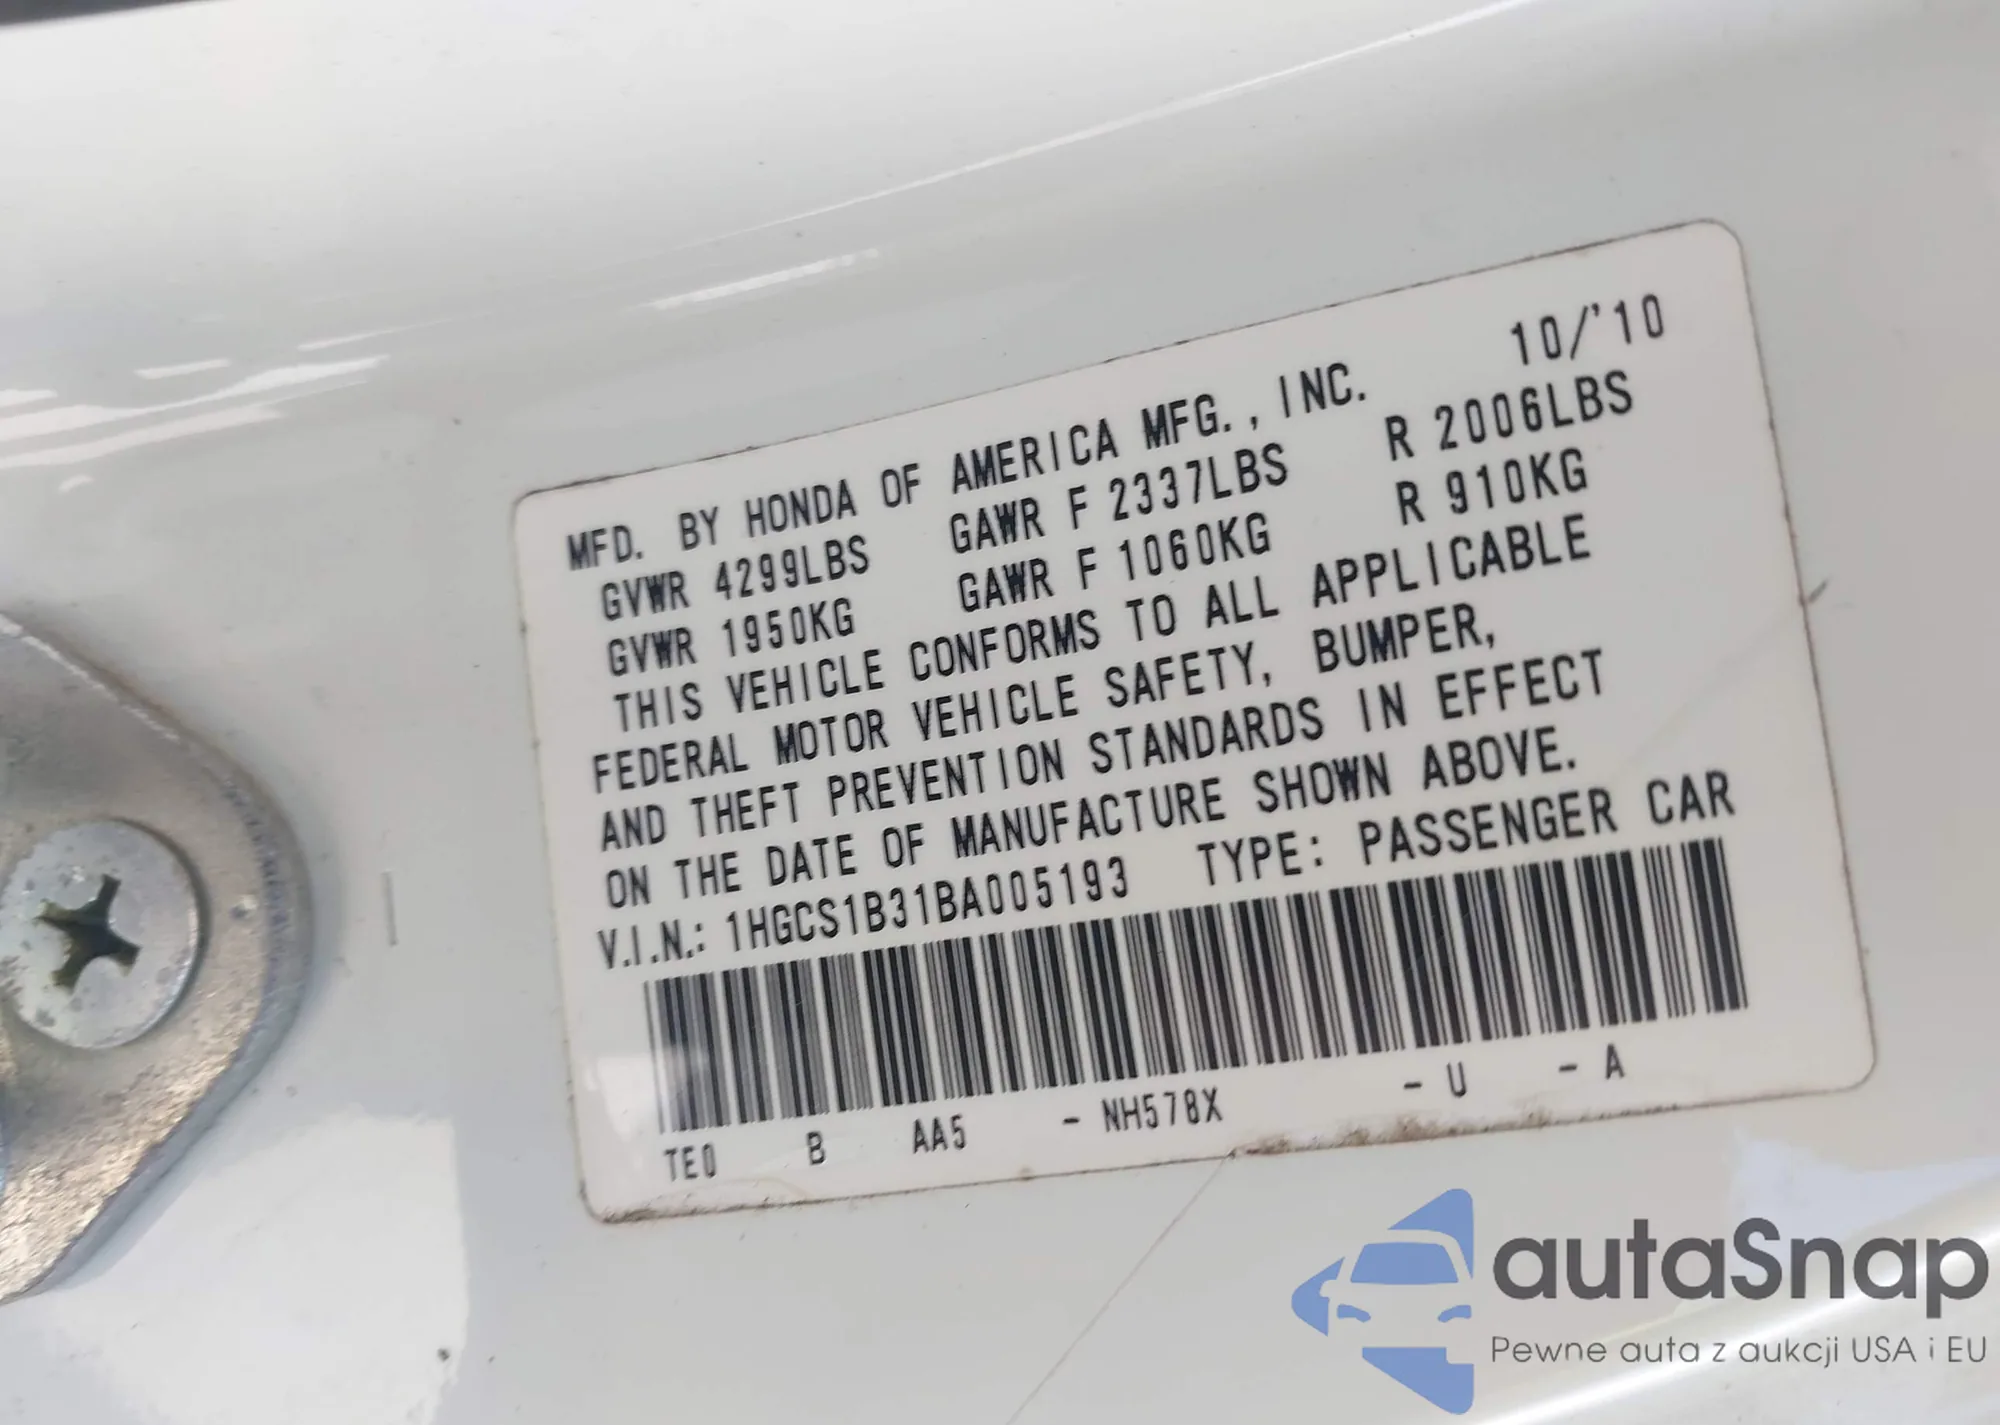 10/'10
MFD. BY HONDA OF AMERICA MFG., INC.
GVWR 4299LBS GAWR F 2337LBS R 2006LBS
GVWR 1950KG GAWR F 1060KG R 910KG
THIS VEHICLE CONFORMS TO ALL APPLICABLE
FEDERAL MOTOR VEHICLE SAFETY, BUMPER,
AND THEFT PREVENTION STANDARDS IN EFFECT
ON THE DATE OF MANUFACTURE SHOWN ABOVE.
V.I.N.: 1HGCS1B31BA005193 TYPE: PASSENGER CAR
TE0 B AA5 - NH578X - U - A
autaSnap
Pewne auta z aukcji USA i EU